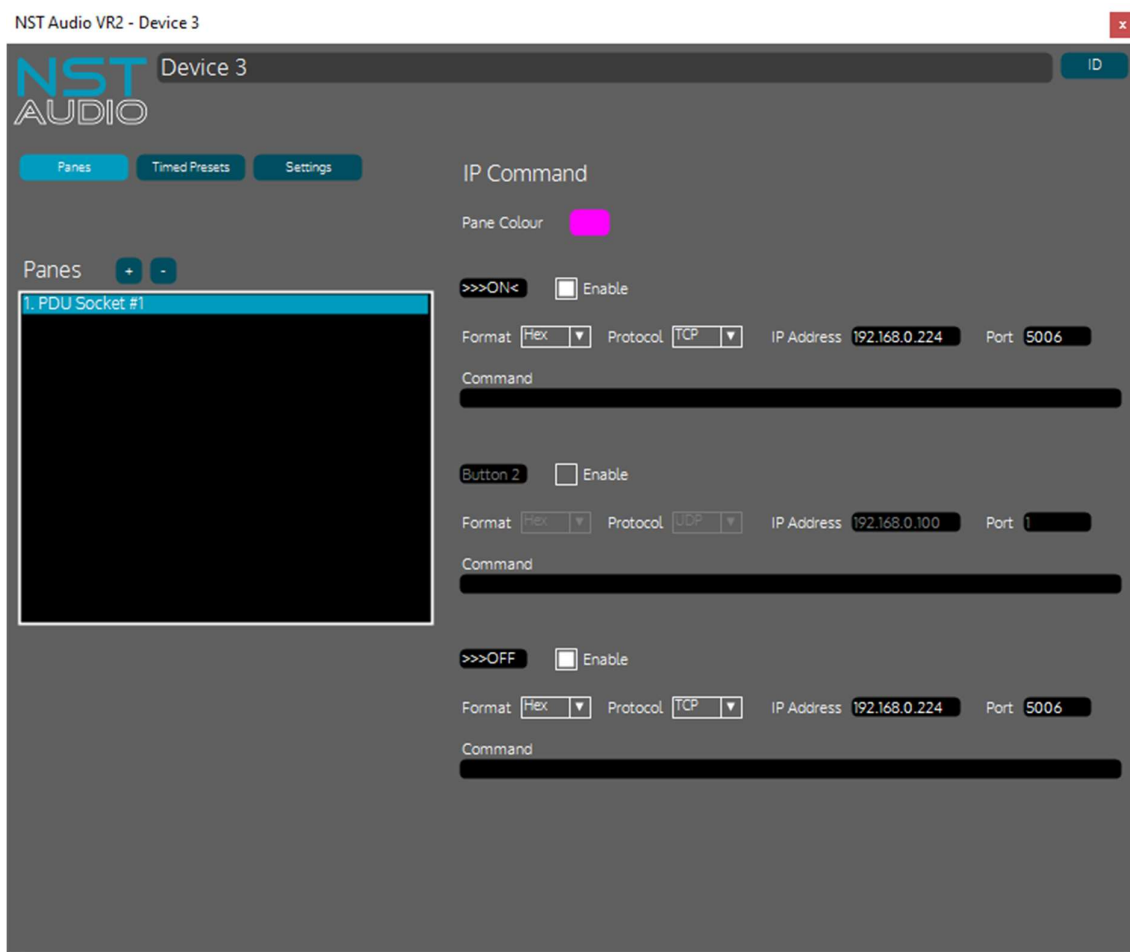 NST Audio VR2 - Device 3
x
NST
AUDIO
Device 3
ID
Panes
Timed Presets
Settings
IP Command
Pane Colour
Panes
+
-
1. PDU Socket #1
>>>ON<
Enable
Format Hex Protocol TCP IP Address 192.168.0.224 Port 5006
Command
Button 2
Enable
Format Hex Protocol UDP IP Address 192.168.0.100 Port 1
Command
>>>OFF
Enable
Format Hex Protocol TCP IP Address 192.168.0.224 Port 5006
Command